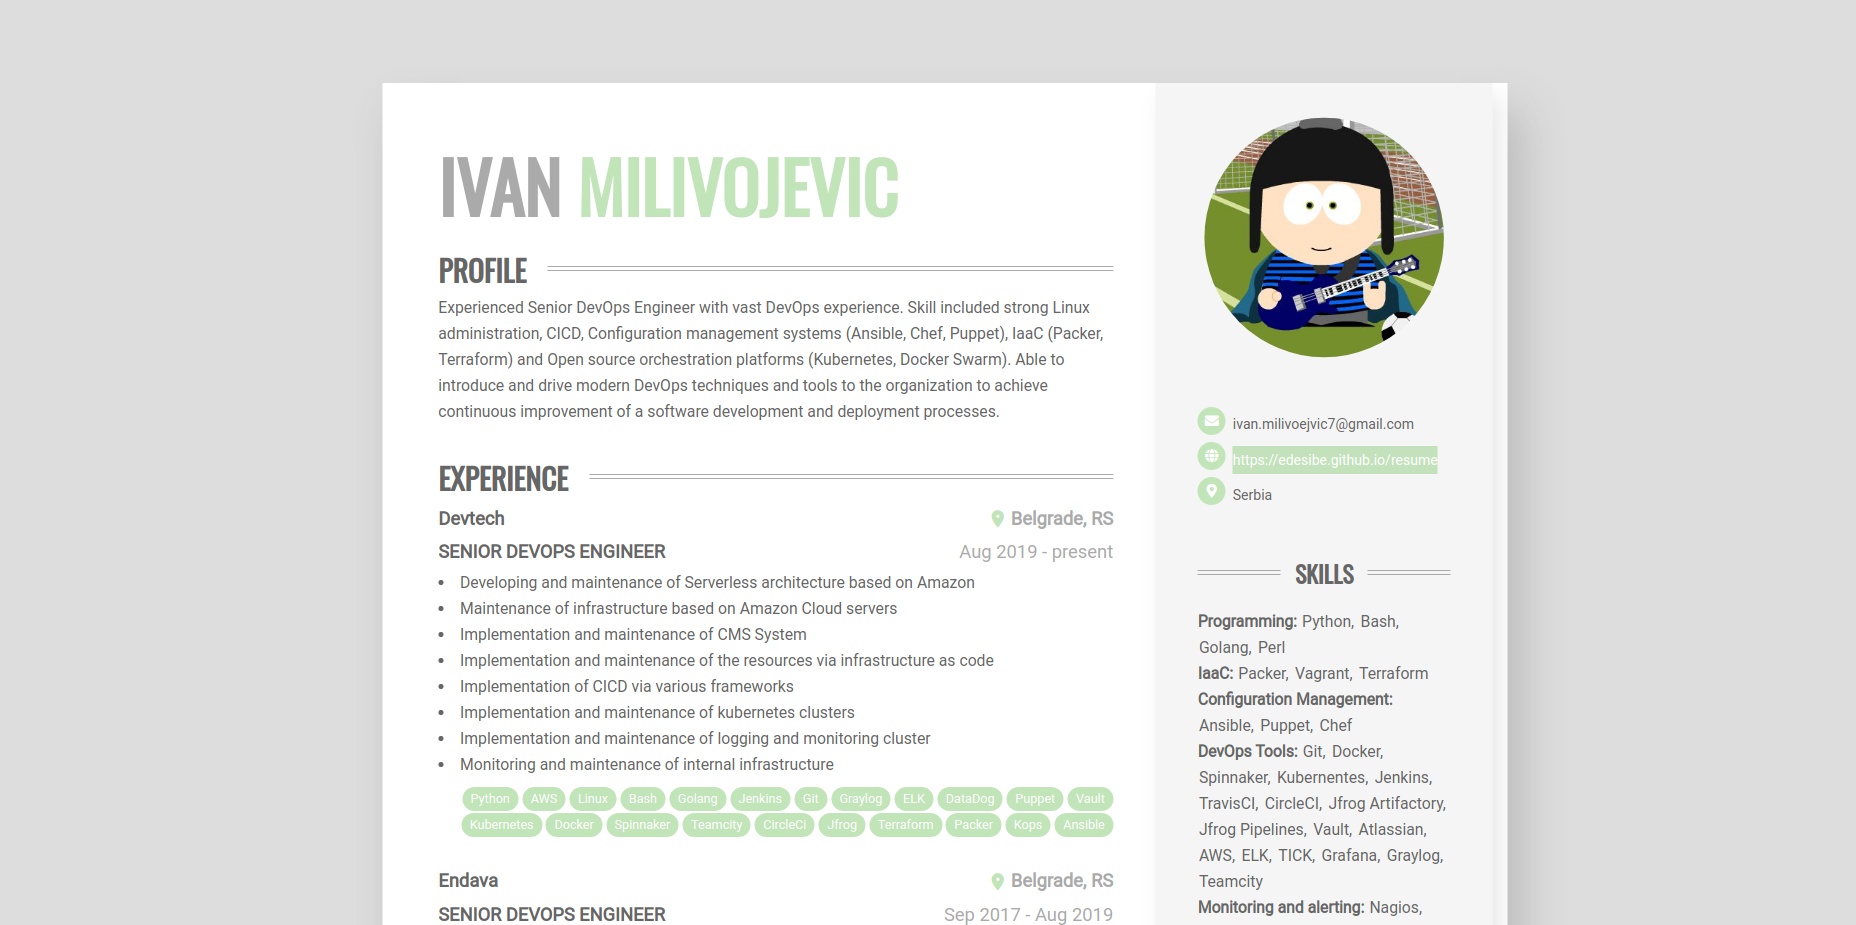 IVAN MILIVOJEVIC
PROFILE
Experienced Senior DevOps Engineer with vast DevOps experience. Skill included strong Linux
administration, CICD, Configuration management systems (Ansible, Chef, Puppet), IaaC (Packer,
Terraform) and Open source orchestration platforms (Kubernetes, Docker Swarm). Able to
introduce and drive modern DevOps techniques and tools to the organization to achieve
continuous improvement of a software development and deployment processes.
EXPERIENCE
Devtech Belgrade, RS
SENIOR DEVOPS ENGINEER Aug 2019 - present
• Developing and maintenance of Serverless architecture based on Amazon
• Maintenance of infrastructure based on Amazon Cloud servers
• Implementation and maintenance of CMS System
• Implementation and maintenance of the resources via infrastructure as code
• Implementation of CICD via various frameworks
• Implementation and maintenance of kubernetes clusters
• Implementation and maintenance of logging and monitoring cluster
• Monitoring and maintenance of internal infrastructure
Python AWS Linux Bash Golang Jenkins Git Graylog ELK DataDog Puppet Vault
Kubernetes Docker Spinnaker Teamcity CircleCi Jfrog Terraform Packer Kops Ansible
Endava Belgrade, RS
SENIOR DEVOPS ENGINEER Sep 2017 - Aug 2019
ivan.milivoejvic7@gmail.com
https://edesibe.github.io/resume
Serbia
SKILLS
Programming: Python, Bash,
Golang, Perl
IaaC: Packer, Vagrant, Terraform
Configuration Management:
Ansible, Puppet, Chef
DevOps Tools: Git, Docker,
Spinnaker, Kubernentes, Jenkins,
TravisCI, CircleCI, Jfrog Artifactory,
Jfrog Pipelines, Vault, Atlassian,
AWS, ELK, TICK, Grafana, Graylog,
Teamcity
Monitoring and alerting: Nagios,